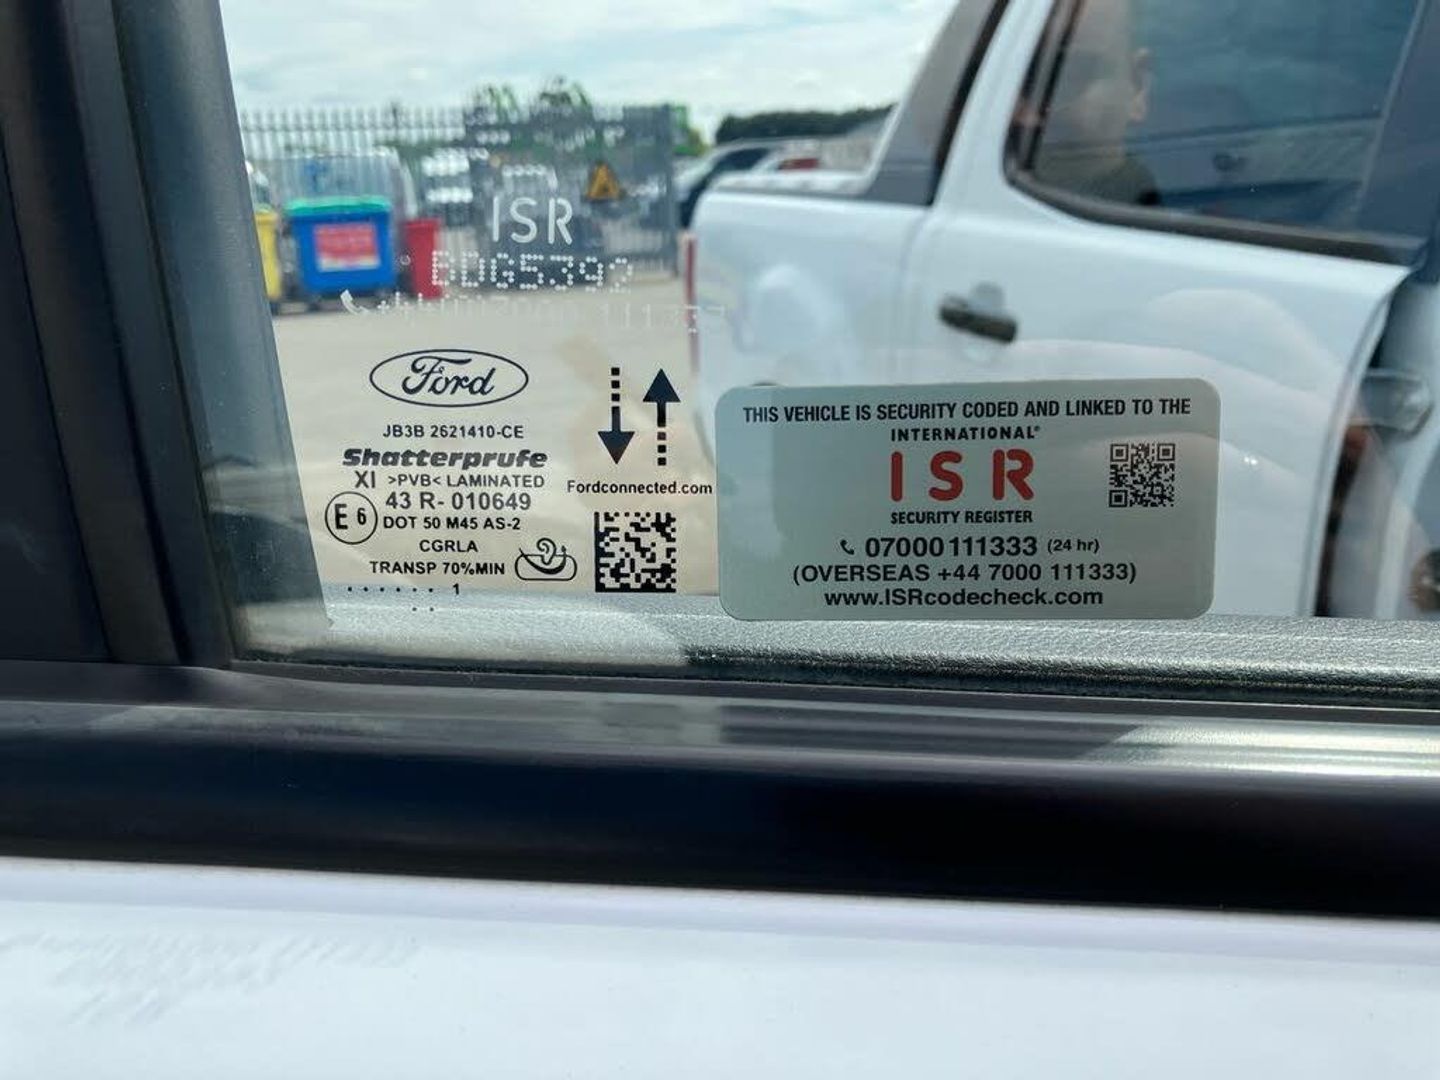 ISR
BDG5392
Ford
JB3B 2621410-CE
Shatterprufe
XI >PVB< LAMINATED
43 R- 010649
E 6
DOT 50 M45 AS-2
CGRLA
TRANSP 70%MIN
. . . . . . . 1
Fordconnected.com
THIS VEHICLE IS SECURITY CODED AND LINKED TO THE
INTERNATIONAL®
ISR
SECURITY REGISTER
07000 111333 (24 hr)
(OVERSEAS +44 7000 111333)
www.ISRcodecheck.com